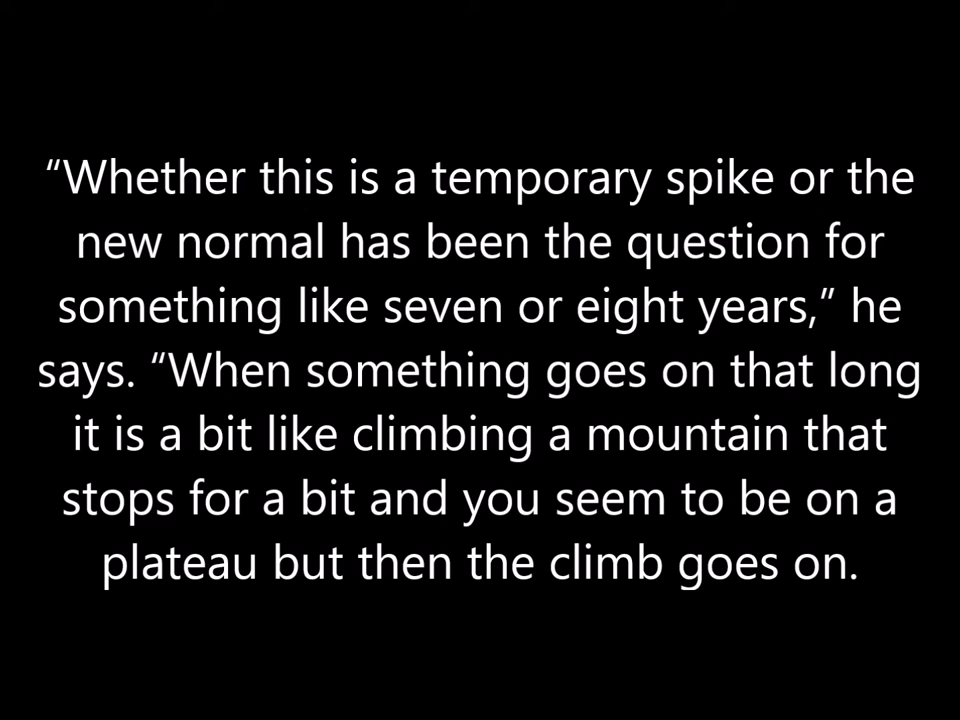 “Whether this is a temporary spike or the
new normal has been the question for
something like seven or eight years,” he
says. “When something goes on that long
it is a bit like climbing a mountain that
stops for a bit and you seem to be on a
plateau but then the climb goes on.